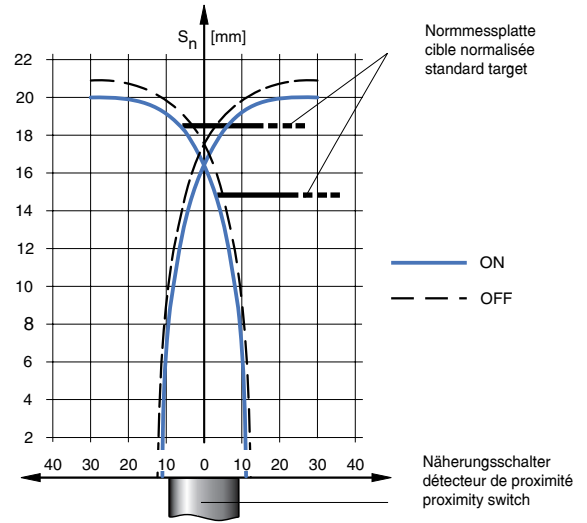 Sn [mm]
Normmessplatte
cible normalisée
standard target
22
20
18
16
14
12
10
8
6
4
2
ON
OFF
40 30 20 10 0 10 20 30 40
Näherungsschalter
détecteur de proximité
proximity switch